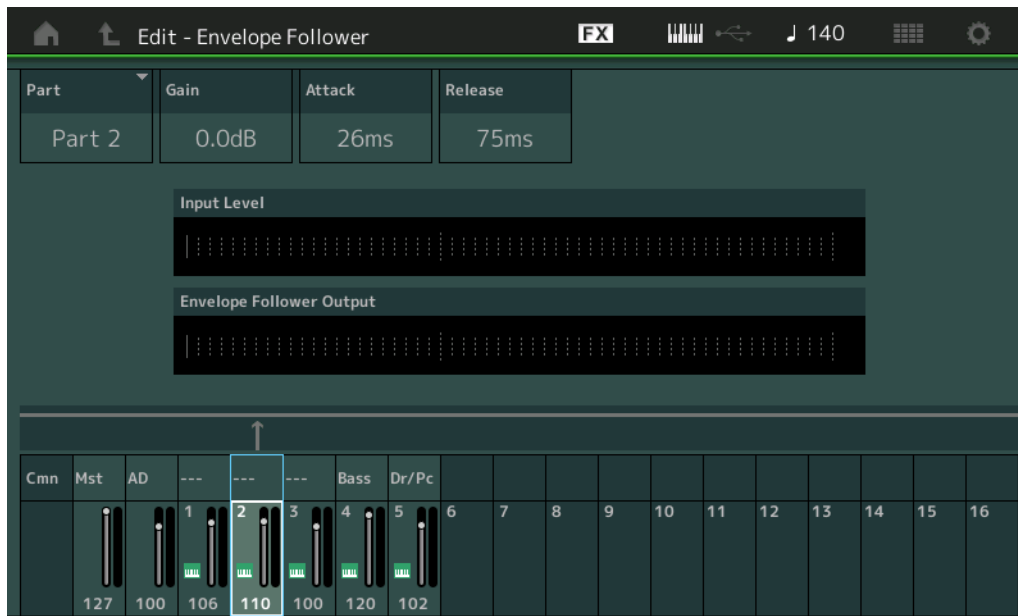 Edit - Envelope Follower FX ♩ 140
Part Gain Attack Release
Part 2 0.0dB 26ms 75ms
Input Level
Envelope Follower Output
Cmn Mst AD --- --- --- Bass Dr/Pc
1 2 3 4 5 6 7 8 9 10 11 12 13 14 15 16
127 100 106 110 100 120 102